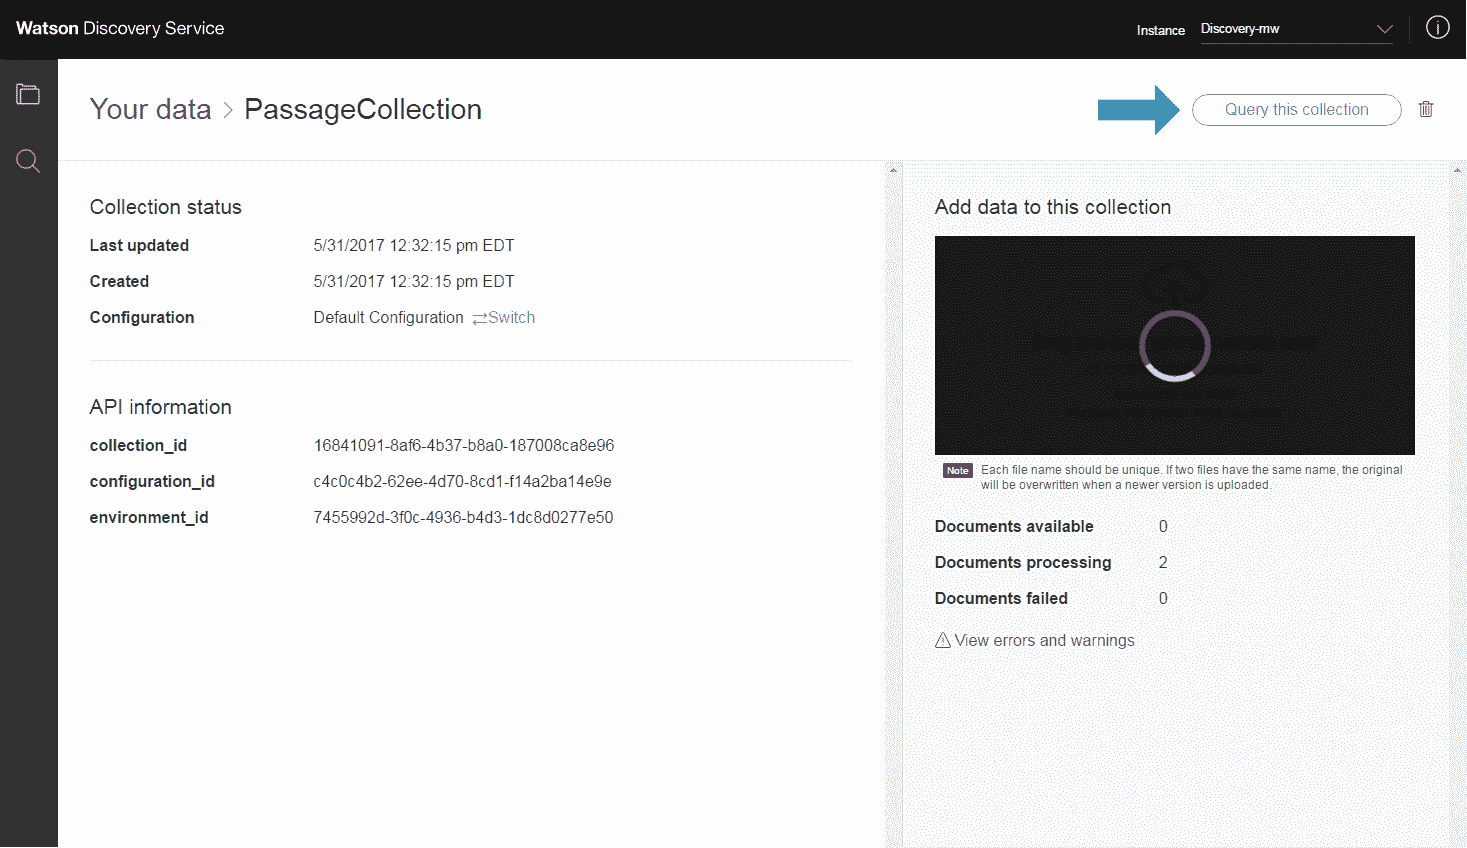 Watson Discovery Service
Instance Discovery-mw
Your data > PassageCollection
Query this collection
Collection status
Last updated 5/31/2017 12:32:15 pm EDT
Created 5/31/2017 12:32:15 pm EDT
Configuration Default Configuration ⇄Switch
API information
collection_id 16841091-8af6-4b37-b8a0-187008ca8e96
configuration_id c4c0c4b2-62ee-4d70-8cd1-f14a2ba14e9e
environment_id 7455992d-3f0c-4936-b4d3-1dc8d0277e50
Add data to this collection
Note Each file name should be unique. If two files have the same name, the original
will be overwritten when a newer version is uploaded.
Documents available 0
Documents processing 2
Documents failed 0
View errors and warnings